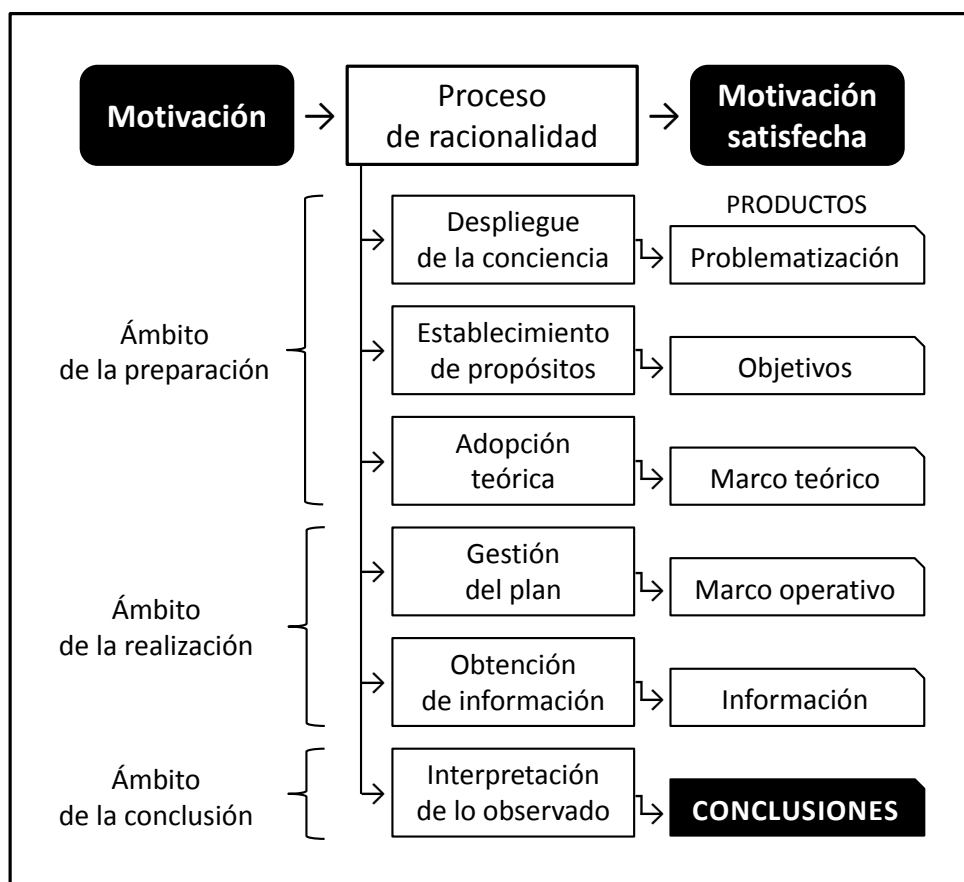 Motivación
Proceso
de racionalidad
Motivación
satisfecha
PRODUCTOS
Ámbito
de la preparación
Despliegue
de la conciencia
Problematización
Establecimiento
de propósitos
Objetivos
Adopción
teórica
Marco teórico
Ámbito
de la realización
Gestión
del plan
Marco operativo
Obtención
de información
Información
Ámbito
de la conclusión
Interpretación
de lo observado
CONCLUSIONES